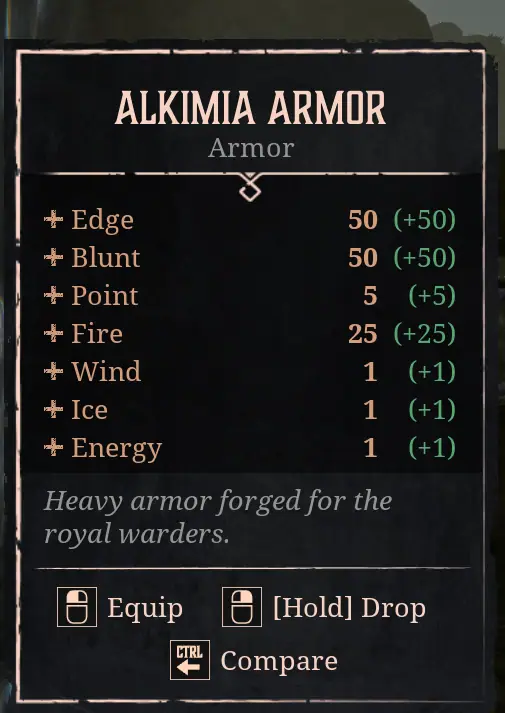 ALKIMIA ARMOR
Armor
Edge 50 (+50)
Blunt 50 (+50)
Point 5 (+5)
Fire 25 (+25)
Wind 1 (+1)
Ice 1 (+1)
Energy 1 (+1)
Heavy armor forged for the
royal warders.
Equip [Hold] Drop
CTRL Compare